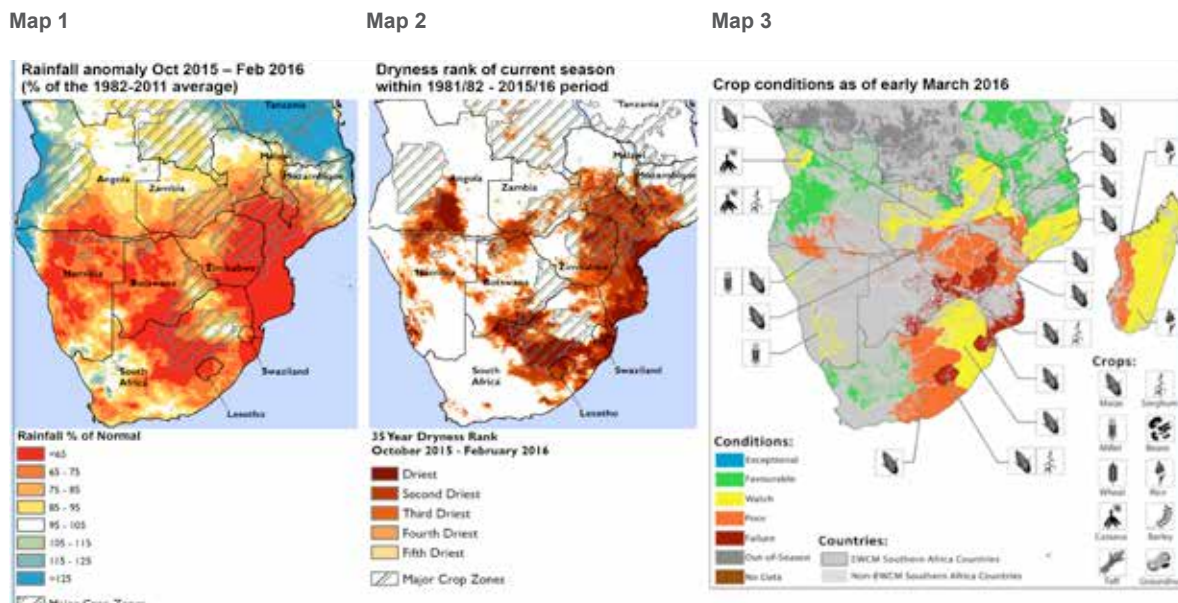 Map 1
Map 2
Map 3
Rainfall anomaly Oct 2015 – Feb 2016
(% of the 1982-2011 average)
Tanzania
Malawi
Mozambique
Angola
Zambia
Zimbabwe
Namibia
Botswana
South
Africa
Swaziland
Lesotho
Rainfall % of Normal
<65
65 - 75
75 - 85
85 - 95
95 - 105
105 - 115
115 - 125
>125
Major Crop Zones
Dryness rank of current season
within 1981/82 - 2015/16 period
Tanzania
Malawi
Mozambique
Angola
Zambia
Zimbabwe
Namibia
Botswana
South
Africa
Swaziland
Lesotho
35 Year Dryness Rank
October 2015 - February 2016
Driest
Second Driest
Third Driest
Fourth Driest
Fifth Driest
Major Crop Zones
Crop conditions as of early March 2016
Conditions:
Exceptional
Favourable
Watch
Poor
Failure
Out-of-Season
No Data
Countries:
EWCM Southern Africa Countries
Non-EWCM Southern Africa Countries
Crops:
Maize
Sorghum
Millet
Beans
Wheat
Rice
Cassava
Barley